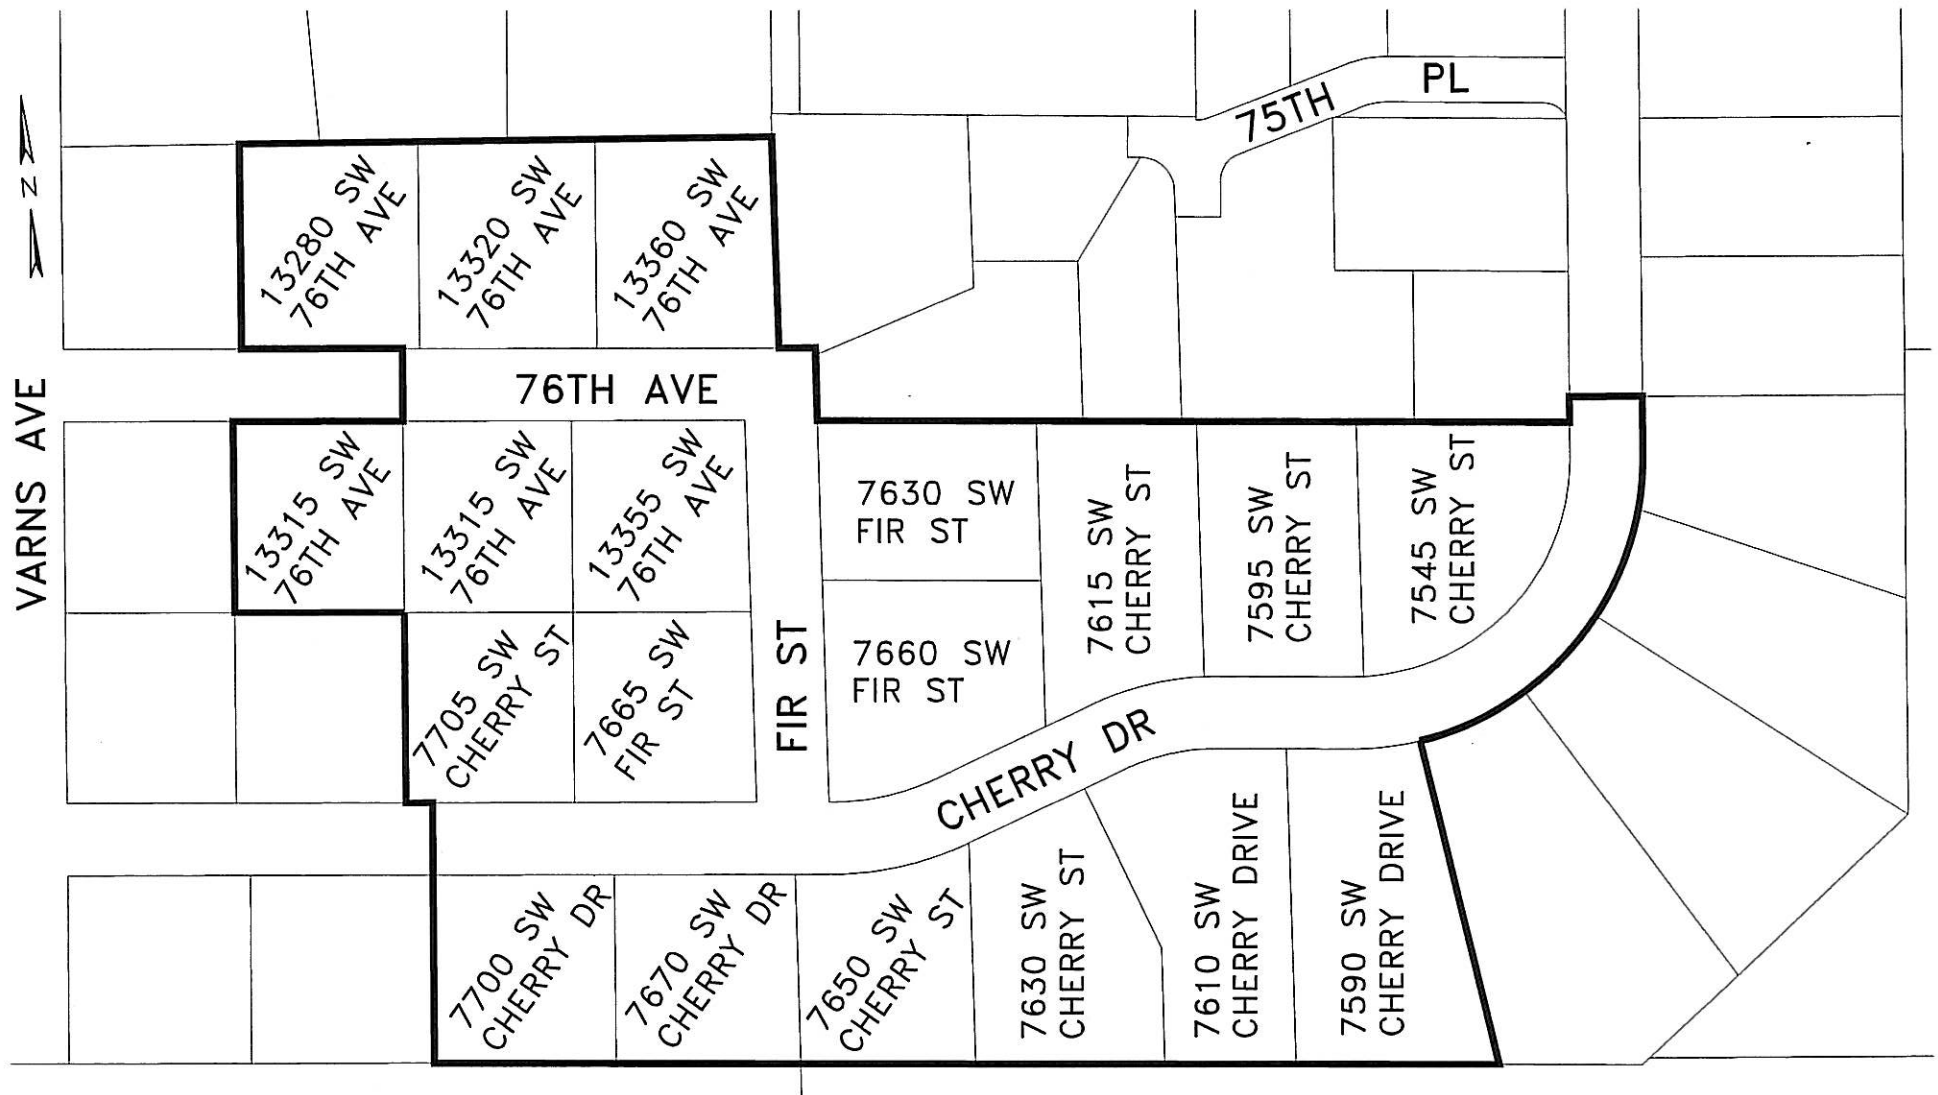 75TH PL
N
13280 SW
76TH AVE
13320 SW
76TH AVE
13360 SW
76TH AVE
VARNS AVE
76TH AVE
13315 SW
76TH AVE
13315 SW
76TH AVE
13355 SW
76TH AVE
7630 SW
FIR ST
7615 SW
CHERRY ST
7595 SW
CHERRY ST
7545 SW
CHERRY ST
7705 SW
CHERRY ST
7665 SW
FIR ST
FIR ST
7660 SW
FIR ST
CHERRY DR
7700 SW
CHERRY DR
7670 SW
CHERRY DR
7650 SW
CHERRY ST
7630 SW
CHERRY ST
7610 SW
CHERRY DRIVE
7590 SW
CHERRY DRIVE